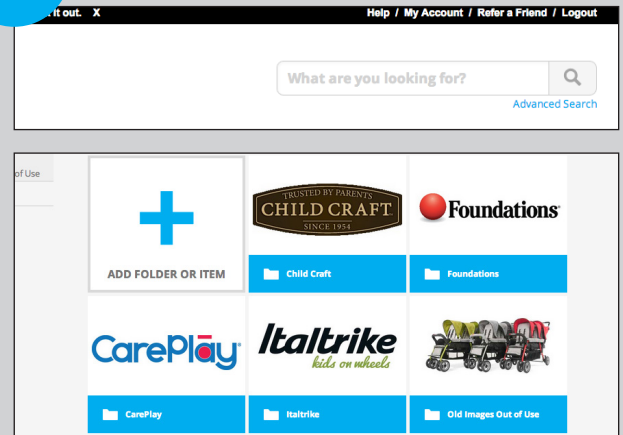 it out. X
Help / My Account / Refer a Friend / Logout
What are you looking for?
Advanced Search
of Use
ADD FOLDER OR ITEM
TRUSTED BY PARENTS
CHILD CRAFT
SINCE 1954
Child Craft
Foundations
Foundations
CarePlay
CarePlay
Italtrike
kids on wheels
Italtrike
Old Images Out of Use